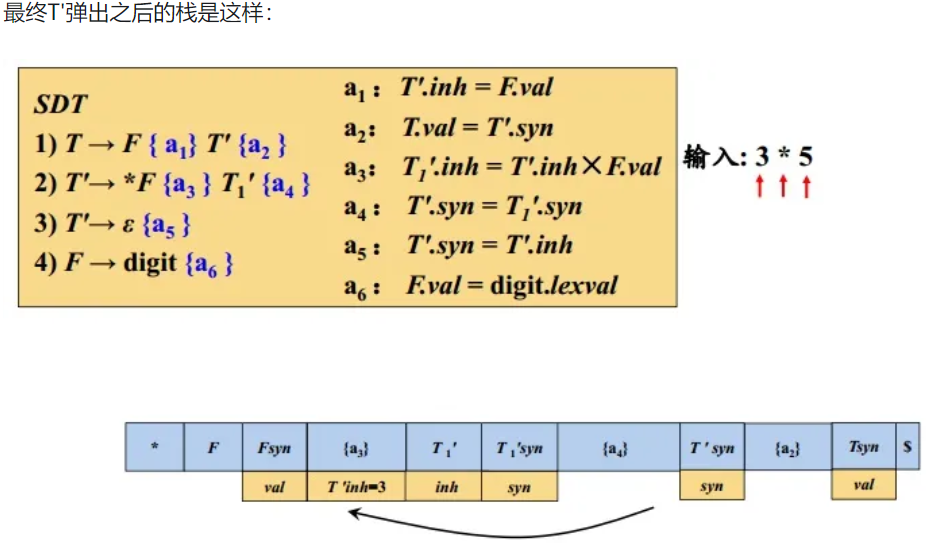 最终T'弹出之后的栈是这样：
SDT
1) T → F { a₁} T′ {a₂ }
2) T′→ *F {a₃ } T₁′ {a₄ }
3) T′→ ε {a₅ }
4) F → digit {a₆ }
a₁： T′.inh = F.val
a₂： T.val = T′.syn
a₃： T₁′.inh = T′.inh×F.val
a₄： T′.syn = T₁′.syn
a₅： T′.syn = T′.inh
a₆： F.val = digit.lexval
输入: 3 * 5
* F Fsyn {a₃} T₁′ T₁′syn {a₄} T ′ syn {a₂} Tsyn $
val T ′inh=3 inh syn syn val